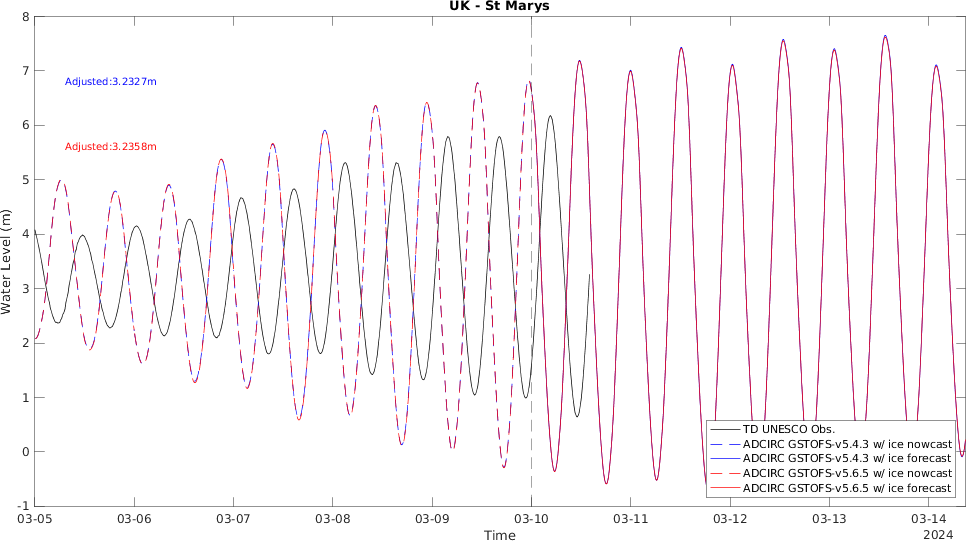 UK - St Marys
8
7
6
5
4
3
2
1
0
-1
Water Level (m)
Adjusted:3.2327m
Adjusted:3.2358m
TD UNESCO Obs.
ADCIRC GSTOFS-v5.4.3 w/ ice nowcast
ADCIRC GSTOFS-v5.4.3 w/ ice forecast
ADCIRC GSTOFS-v5.6.5 w/ ice nowcast
ADCIRC GSTOFS-v5.6.5 w/ ice forecast
03-05 03-06 03-07 03-08 03-09 03-10 03-11 03-12 03-13 03-14
Time
2024